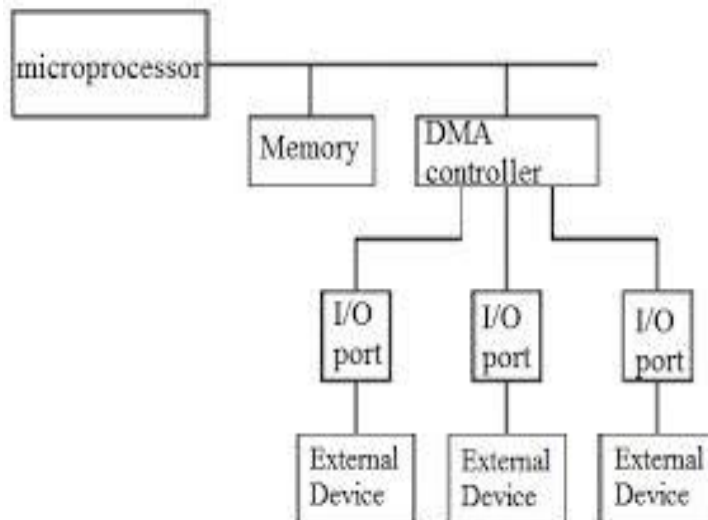 microprocessor
Memory
DMA
controller
I/O
port
I/O
port
I/O
port
External
Device
External
Device
External
Device